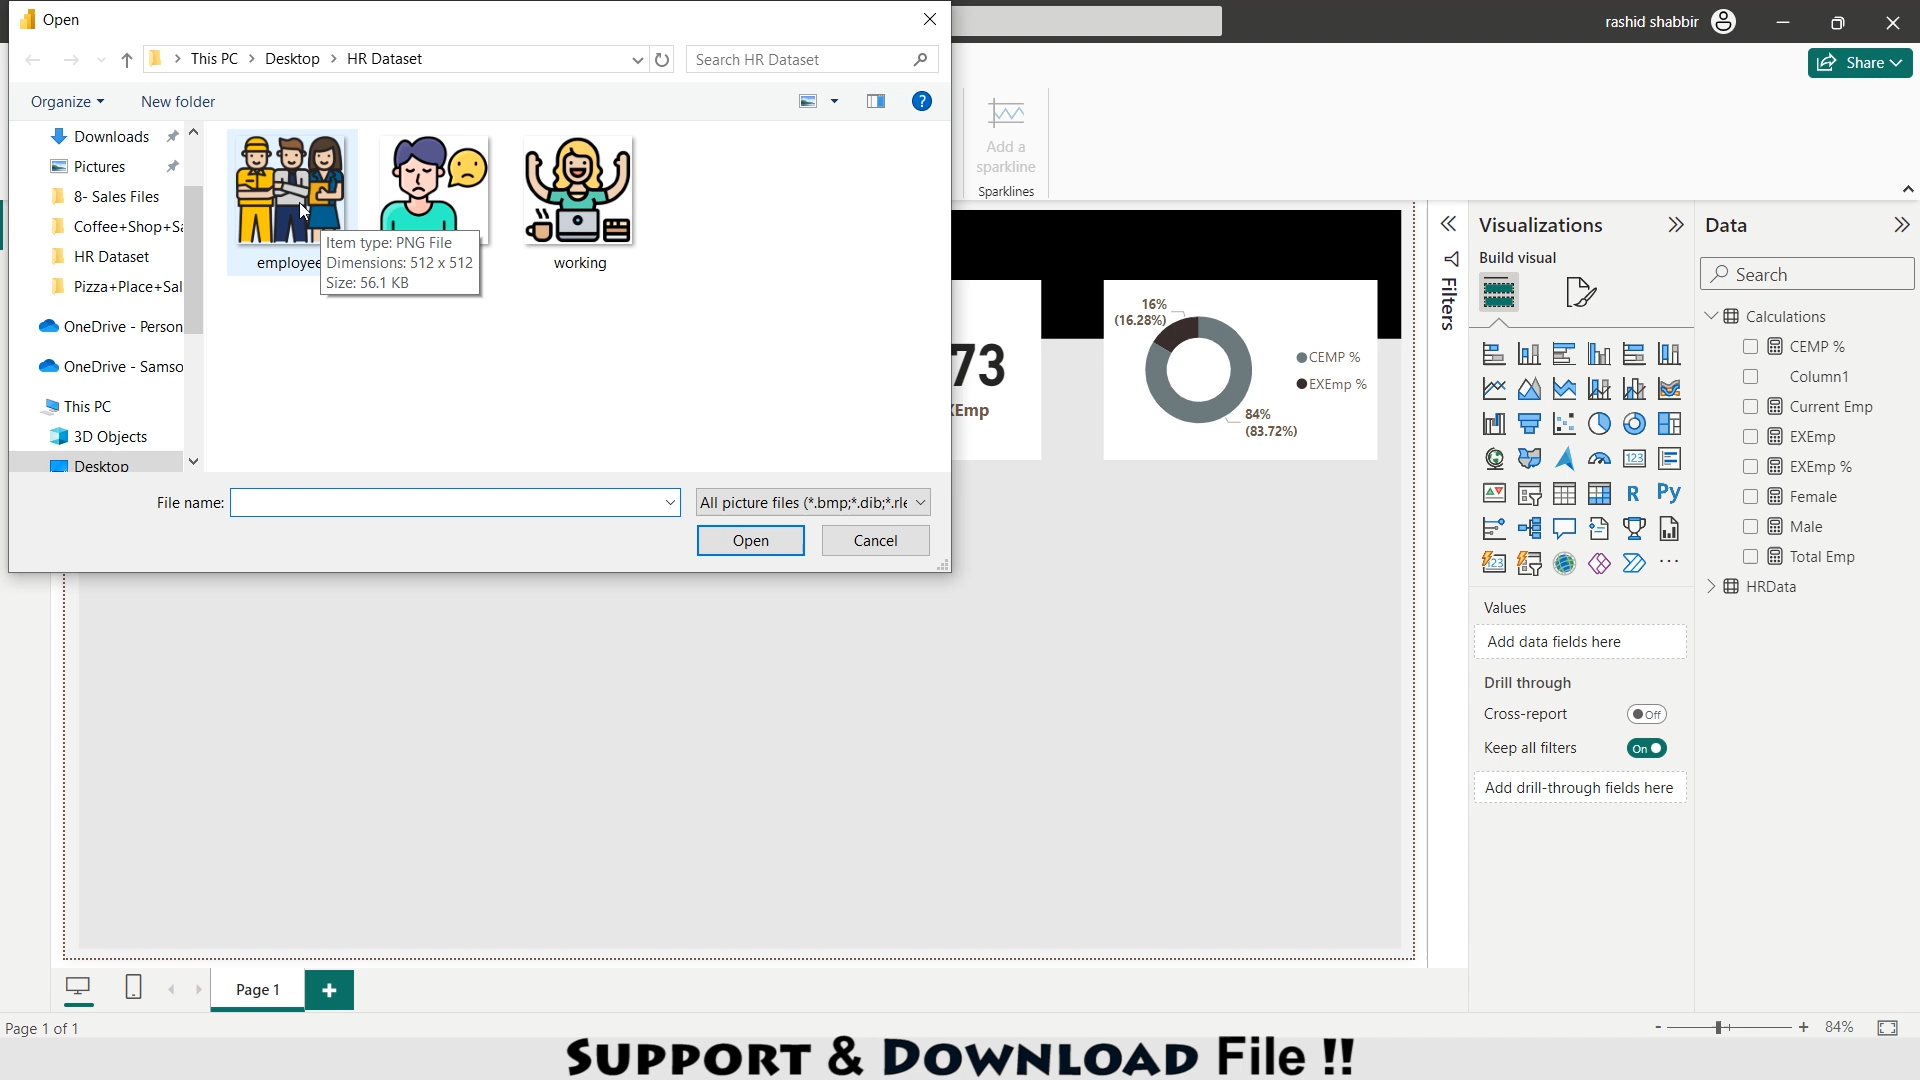 Open
rashid shabbir
This PC
Desktop
HR Dataset
Search HR Dataset
Share
Organize
New folder
Downloads
Pictures
8- Sales Files
Coffee+Shop+Sa
HR Dataset
Pizza+Place+Sal
OneDrive - Person
OneDrive - Samso
This PC
3D Objects
Desktop
employee
Item type: PNG File
Dimensions: 512 x 512
Size: 56.1 KB
working
File name:
All picture files (*.bmp;*.dib;*.rle
Open
Cancel
Add a
sparkline
Sparklines
73
Emp
16%
(16.28%)
84%
(83.72%)
CEMP %
EXEmp %
Filters
Visualizations
Build visual
123
R
Py
123
Values
Add data fields here
Drill through
Cross-report
Off
Keep all filters
On
Add drill-through fields here
Data
Search
Calculations
CEMP %
Column1
Current Emp
EXEmp
EXEmp %
Female
Male
Total Emp
HRData
Page 1
Page 1 of 1
84%
Support & Download File !!